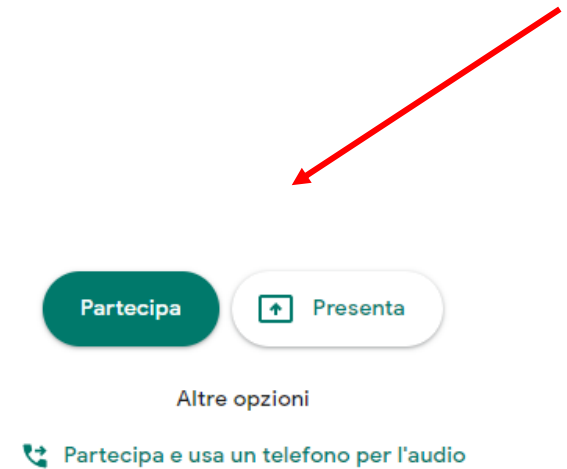 Partecipa Presenta
Altre opzioni
Partecipa e usa un telefono per l'audio